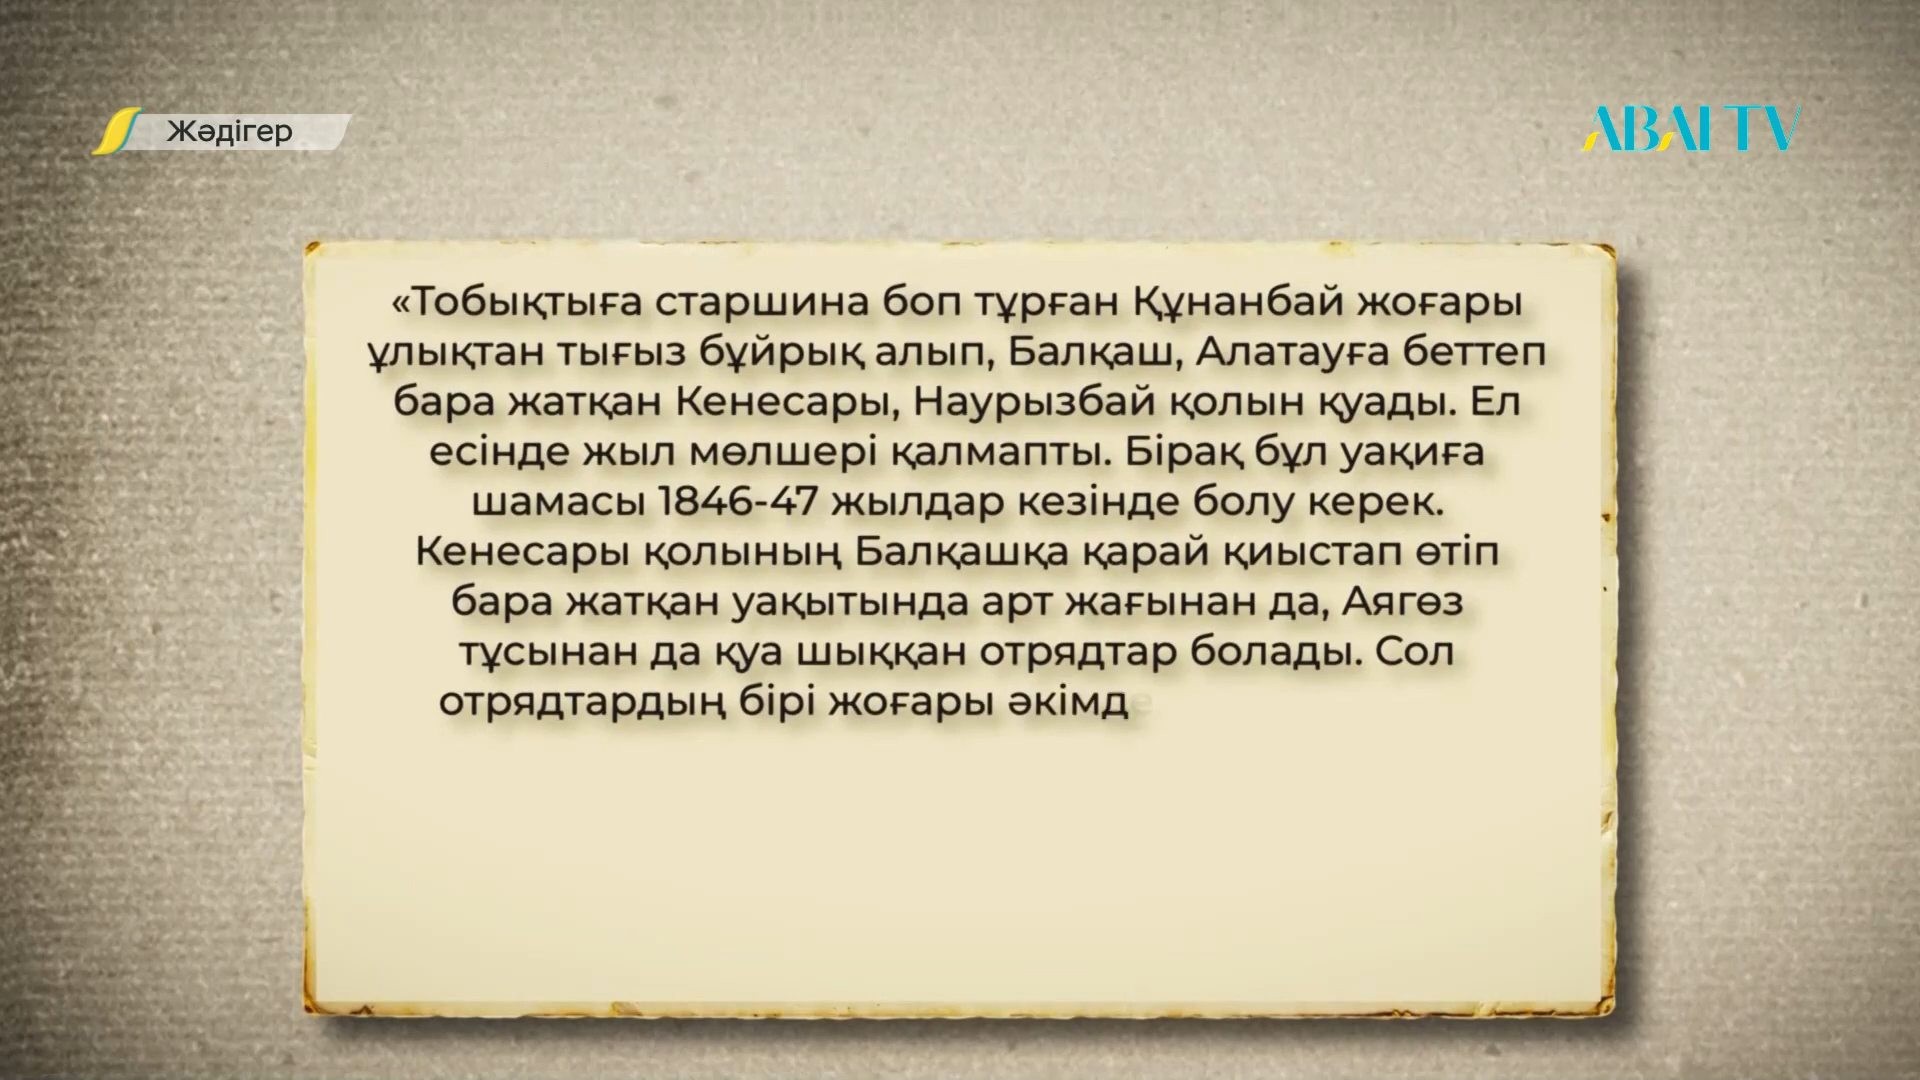 Жәдігер
ABAI TV
«Тобықтыға старшина боп тұрған Құнанбай жоғары
ұлықтан тығыз бұйрық алып, Балқаш, Алатауға беттеп
бара жатқан Кенесары, Наурызбай қолын қуады. Ел
есінде жыл мөлшері қалмапты. Бірақ бұл уақиға
шамасы 1846-47 жылдар кезінде болу керек.
Кенесары қолының Балқашқа қарай қиыстап өтіп
бара жатқан уақытында арт жағынан да, Аягөз
тұсынан да қуа шыққан отрядтар болады. Сол
отрядтардың бірі жоғары әкімде